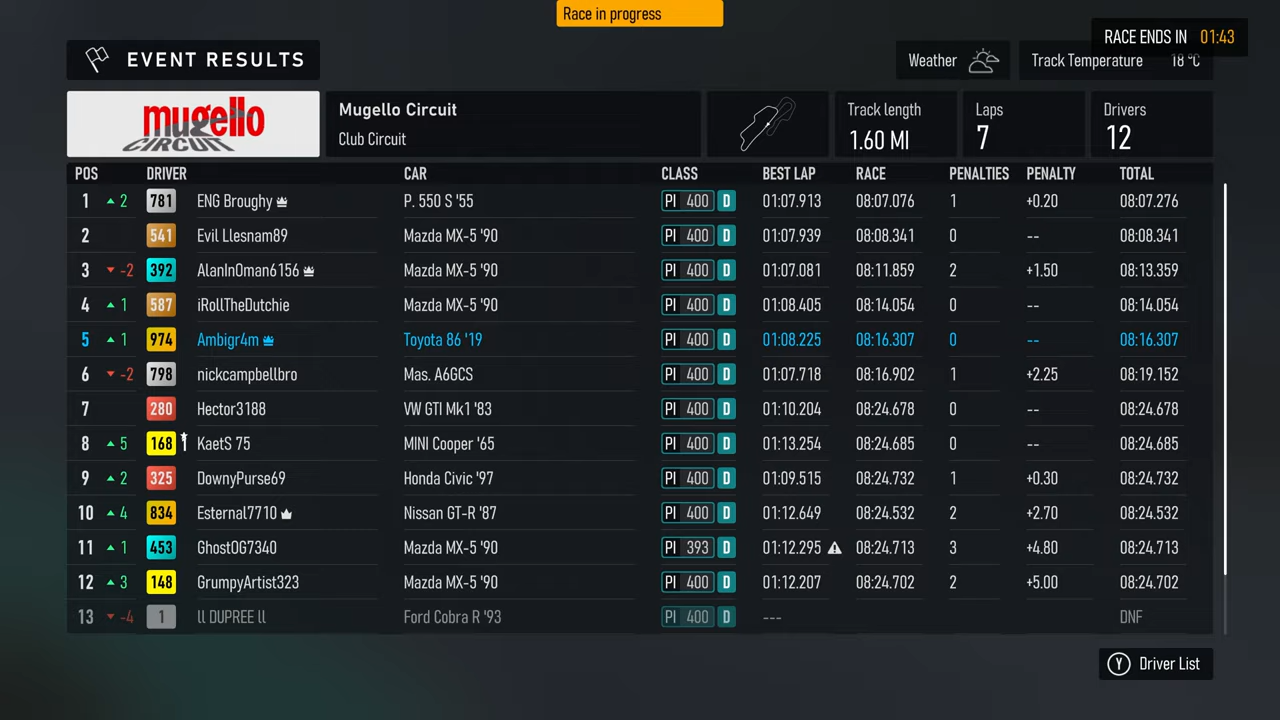 Race in progress
RACE ENDS IN 01:43
EVENT RESULTS
Weather
Track Temperature 18 °C
mugello
CIRCUIT
Mugello Circuit
Club Circuit
Track length
1.60 MI
Laps
7
Drivers
12
POS DRIVER CAR CLASS BEST LAP RACE PENALTIES PENALTY TOTAL
1 2 781 ENG Broughy P. 550 S '55 PI 400 D 01:07.913 08:07.076 1 +0.20 08:07.276
2 541 Evil Llesnam89 Mazda MX-5 '90 PI 400 D 01:07.939 08:08.341 0 -- 08:08.341
3 -2 392 AlanInOman6156 Mazda MX-5 '90 PI 400 D 01:07.081 08:11.859 2 +1.50 08:13.359
4 1 587 iRollTheDutchie Mazda MX-5 '90 PI 400 D 01:08.405 08:14.054 0 -- 08:14.054
5 1 974 Ambigr4m Toyota 86 '19 PI 400 D 01:08.225 08:16.307 0 -- 08:16.307
6 -2 798 nickcampbellbro Mas. A6GCS PI 400 D 01:07.718 08:16.902 1 +2.25 08:19.152
7 280 Hector3188 VW GTI Mk1 '83 PI 400 D 01:10.204 08:24.678 0 -- 08:24.678
8 5 168 KaetS 75 MINI Cooper '65 PI 400 D 01:13.254 08:24.685 0 -- 08:24.685
9 2 325 DownyPurse69 Honda Civic '97 PI 400 D 01:09.515 08:24.732 1 +0.30 08:24.732
10 4 834 Esternal7710 Nissan GT-R '87 PI 400 D 01:12.649 08:24.532 2 +2.70 08:24.532
11 1 453 GhostOG7340 Mazda MX-5 '90 PI 393 D 01:12.295 08:24.713 3 +4.80 08:24.713
12 3 148 GrumpyArtist323 Mazda MX-5 '90 PI 400 D 01:12.207 08:24.702 2 +5.00 08:24.702
13 -4 1 ll DUPREE ll Ford Cobra R '93 PI 400 D --- DNF
Y Driver List